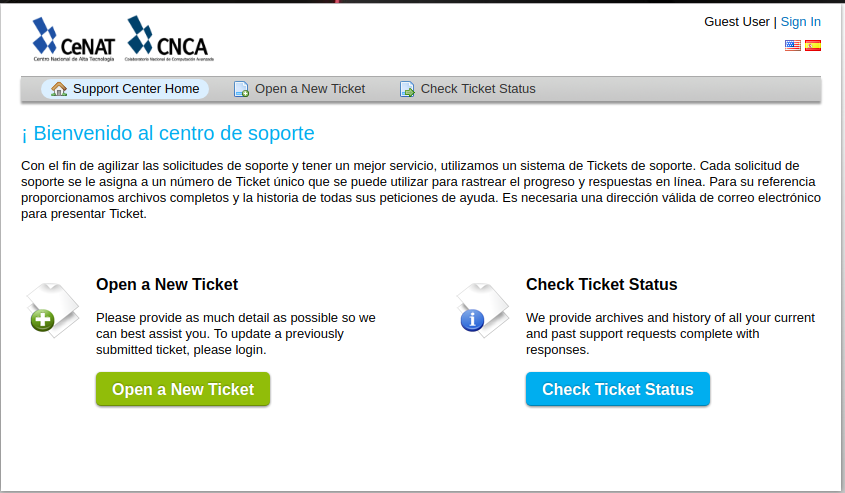 CeNAT
Centro Nacional de Alta Tecnología
CNCA
Colaboratorio Nacional de Computación Avanzada
Guest User | Sign In
Support Center Home
Open a New Ticket
Check Ticket Status
¡ Bienvenido al centro de soporte
Con el fin de agilizar las solicitudes de soporte y tener un mejor servicio, utilizamos un sistema de Tickets de soporte. Cada solicitud de
soporte se le asigna a un número de Ticket único que se puede utilizar para rastrear el progreso y respuestas en línea. Para su referencia
proporcionamos archivos completos y la historia de todas sus peticiones de ayuda. Es necesaria una dirección válida de correo electrónico
para presentar Ticket.
Open a New Ticket
Please provide as much detail as possible so we
can best assist you. To update a previously
submitted ticket, please login.
Open a New Ticket
Check Ticket Status
We provide archives and history of all your current
and past support requests complete with
responses.
Check Ticket Status